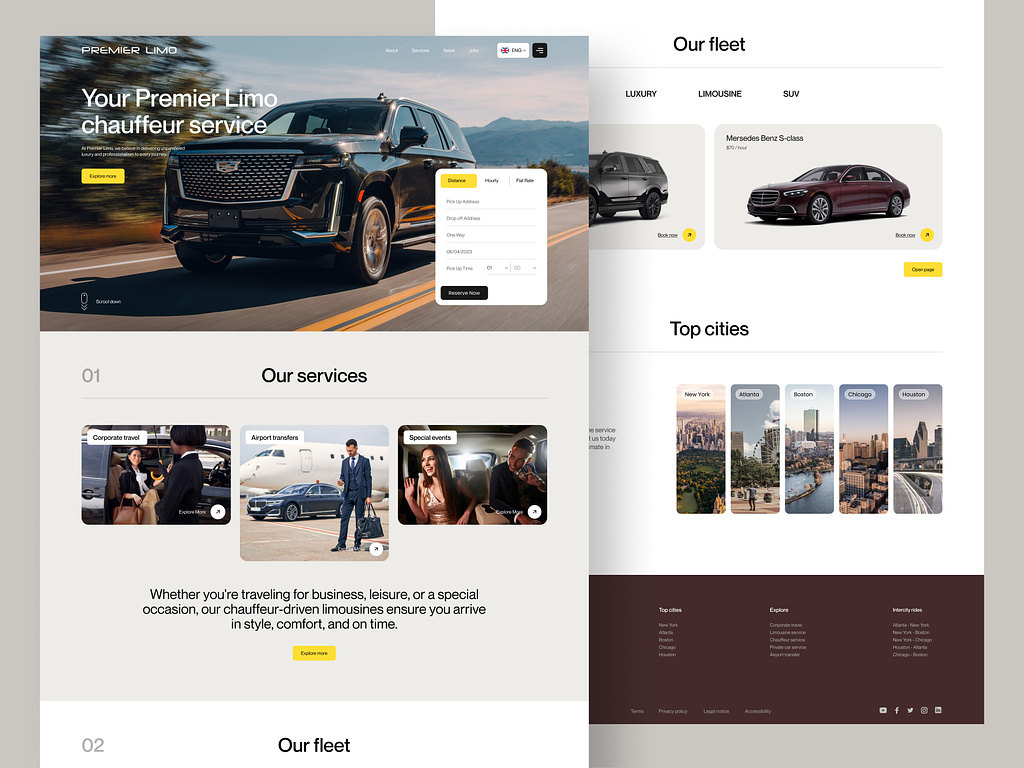 PREMIER LIMO
About
Services
News
Jobs
ENG
Your Premier Limo
chauffeur service
At Premier Limo, we believe in delivering unparalleled
luxury and professionalism to every journey
Explore more
Distance
Hourly
Flat Rate
Pick Up Address
Drop off Address
One Way
06/04/2023
Pick Up Time
01
00
Reserve Now
Scrool down
01
Our services
Corporate travel
Explore More
Airport transfers
Explore More
Special events
Explore More
Whether you're traveling for business, leisure, or a special
occasion, our chauffeur-driven limousines ensure you arrive
in style, comfort, and on time.
Explore more
02
Our fleet
Our fleet
LUXURY
LIMOUSINE
SUV
Book now
Mersedes Benz S-class
$70 / hour
Book now
Open page
Top cities
service
t us today
in
New York
Atlanta
Boston
Chicago
Houston
Top cities
New York
Atlanta
Boston
Chicago
Houston
Explore
Corporate travel
Limousine service
Chauffeur service
Private car service
Airport transfer
Intercity rides
Atlanta - New York
New York - Boston
New York - Chicago
Houston - Atlanta
Chicago - Boston
Terms
Privacy policy
Legal notice
Accessibility